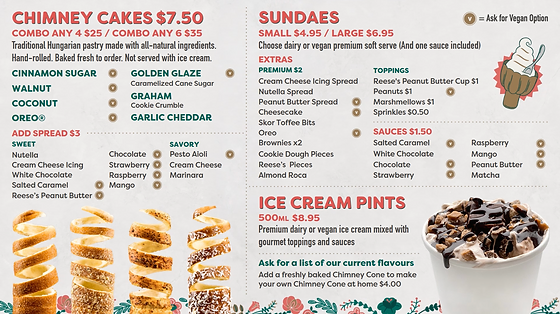 CHIMNEY CAKES $7.50
COMBO ANY 4 $25 / COMBO ANY 6 $35
Traditional Hungarian pastry made with all-natural ingredients.
Hand-rolled. Baked fresh to order. Not served with ice cream.
CINNAMON SUGAR V
WALNUT V
COCONUT V
OREO® V
GOLDEN GLAZE V
Caramelized Cane Sugar
GRAHAM
Cookie Crumble
GARLIC CHEDDAR
ADD SPREAD $3
SWEET
Nutella
Cream Cheese Icing
White Chocolate
Salted Caramel V
Reese's Peanut Butter V
Chocolate V
Strawberry V
Raspberry V
Mango V
SAVORY
Pesto Aioli V
Cream Cheese
Marinara
SUNDAES
V = Ask for Vegan Option
SMALL $4.95 / LARGE $6.95
Choose dairy or vegan premium soft serve (And one sauce included)
EXTRAS
PREMIUM $2
Cream Cheese Icing Spread
Nutella Spread
Peanut Butter Spread V
Cheesecake V
Skor Toffee Bits
Oreo V
Brownies x2
Cookie Dough Pieces
Reese's Pieces
Almond Roca
TOPPINGS
Reese's Peanut Butter Cup $1
Peanuts $1 V
Marshmellows $1
Sprinkles $0.50
SAUCES $1.50
Salted Caramel V
White Chocolate
Chocolate V
Strawberry V
Raspberry V
Mango V
Peanut Butter V
Matcha
ICE CREAM PINTS
500ML $8.95
Premium dairy or vegan ice cream mixed with
gourmet toppings and sauces
Ask for a list of our current flavours
Add a freshly baked Chimney Cone to make
your own Chimney Cone at home $4.00